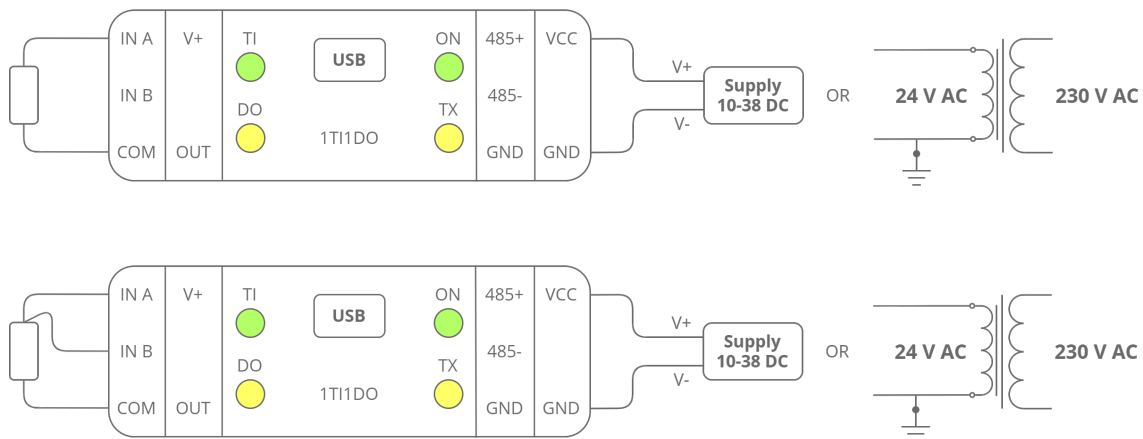 IN A V+ TI ON 485+ VCC
USB
V+
Supply
10-38 DC
IN B 485- OR 24 V AC 230 V AC
DO TX
V-
1TI1DO
COM OUT GND GND
IN A V+ TI ON 485+ VCC
USB
V+
Supply
10-38 DC
IN B 485- OR 24 V AC 230 V AC
DO TX
V-
1TI1DO
COM OUT GND GND